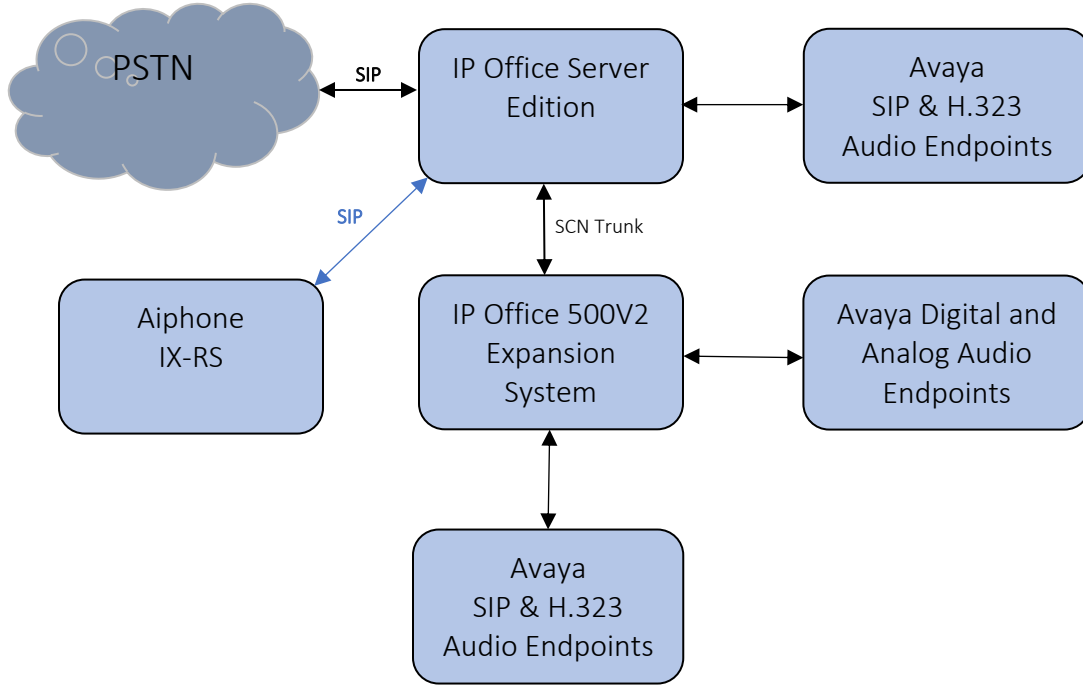 PSTN
SIP
IP Office Server
Edition
Avaya
SIP & H.323
Audio Endpoints
SIP
SCN Trunk
Aiphone
IX-RS
IP Office 500V2
Expansion
System
Avaya Digital and
Analog Audio
Endpoints
Avaya
SIP & H.323
Audio Endpoints